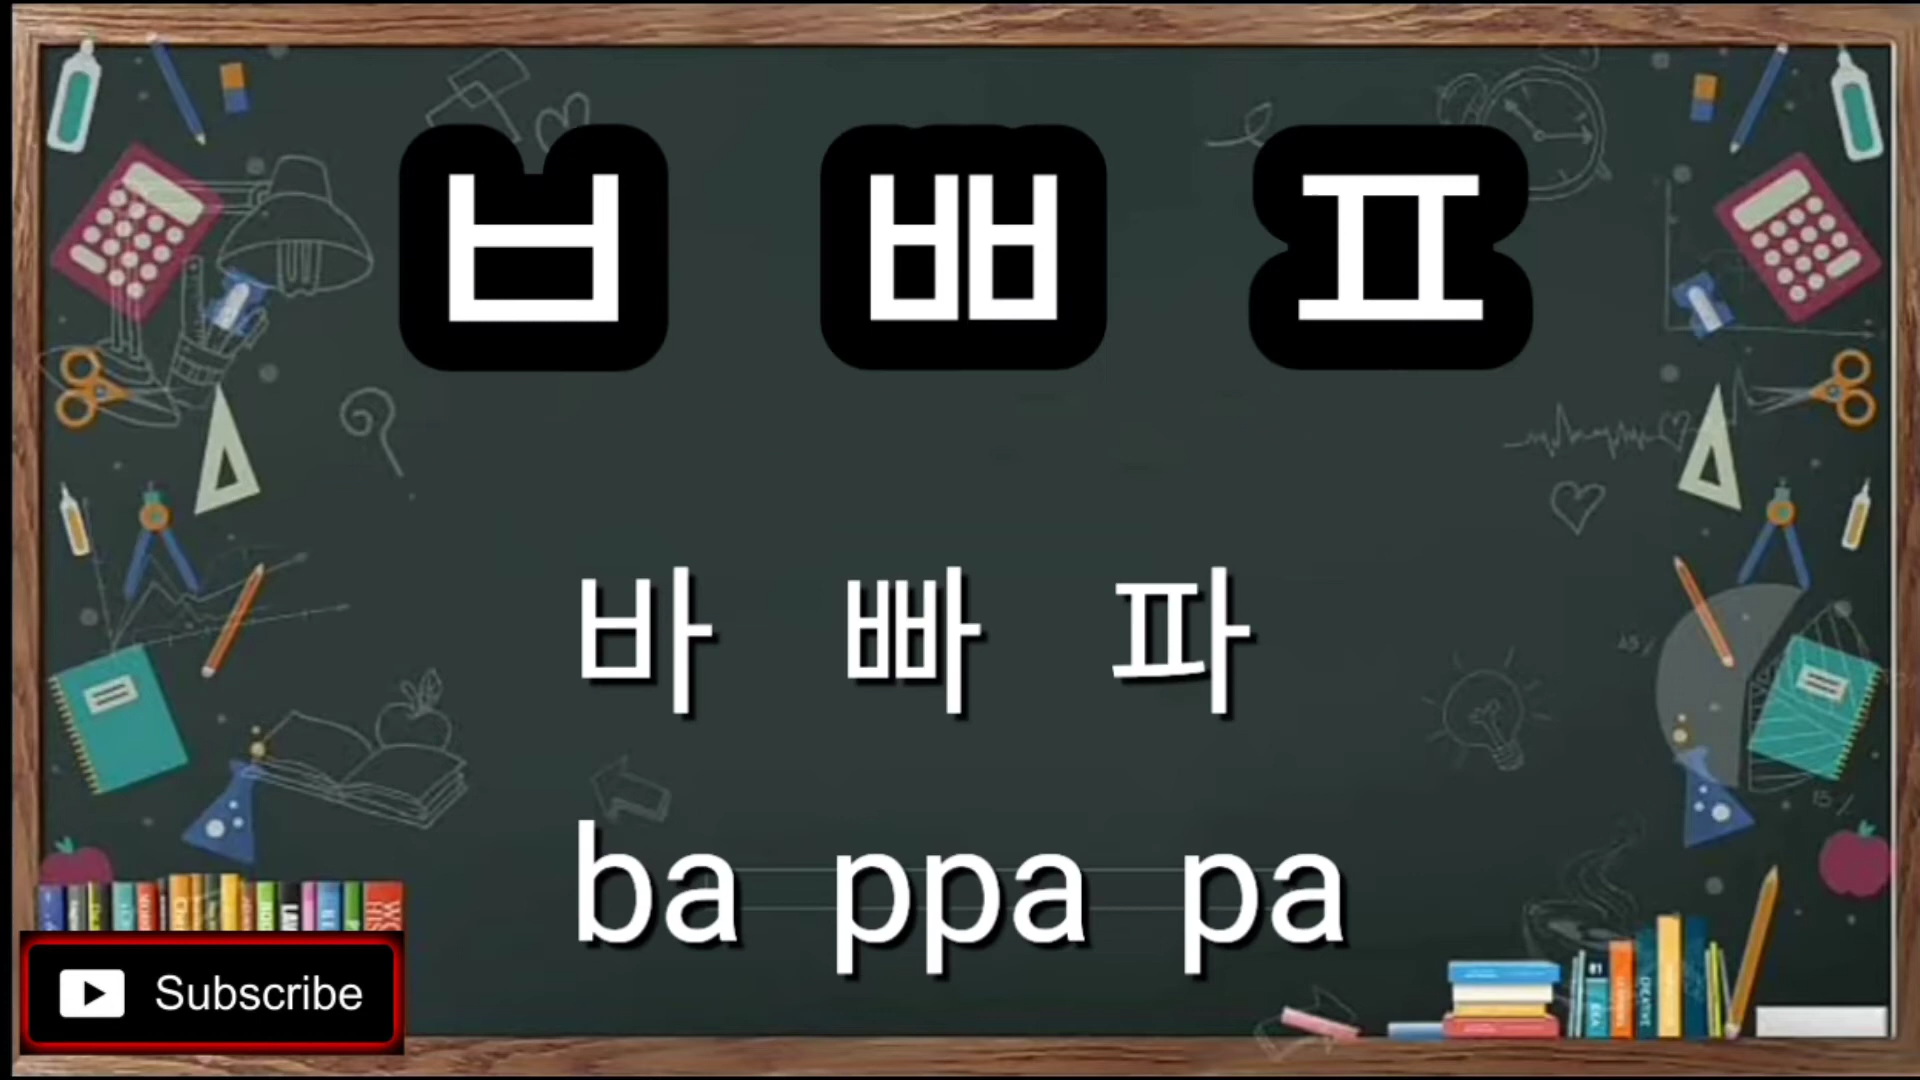 ㅂ ㅃ ㅍ
바 빠 파
ba ppa pa
Subscribe